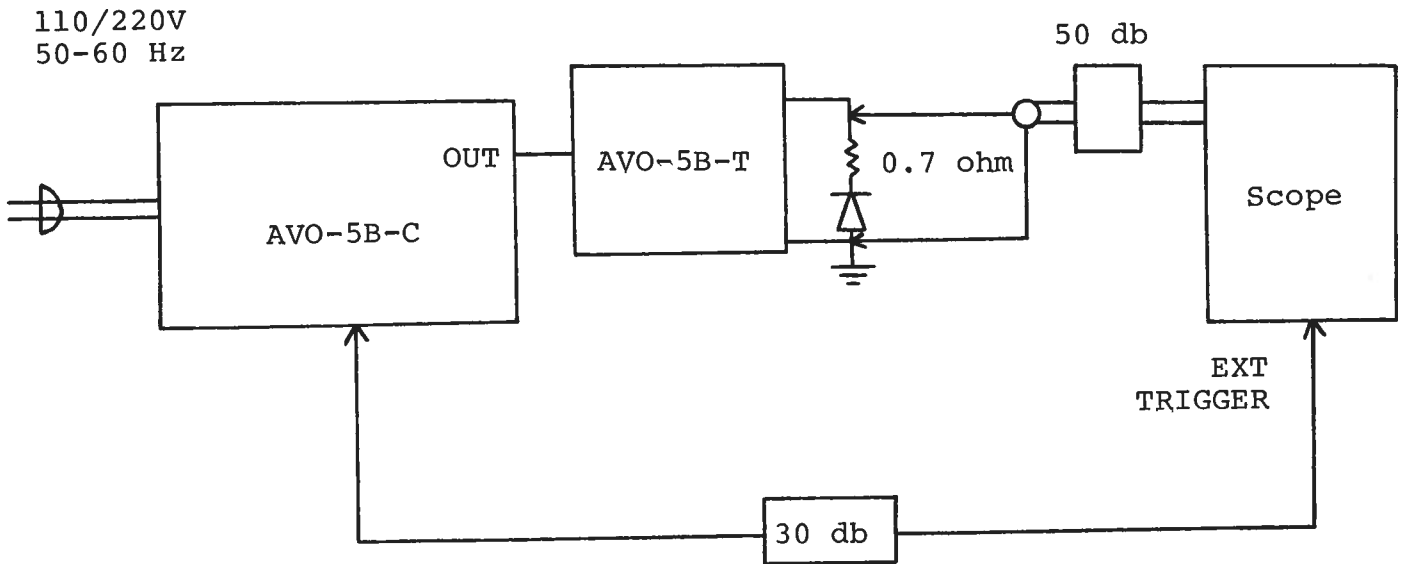 110/220V
50-60 Hz
50 db
OUT
AVO-5B-T
0.7 ohm
Scope
AVO-5B-C
EXT
TRIGGER
30 db